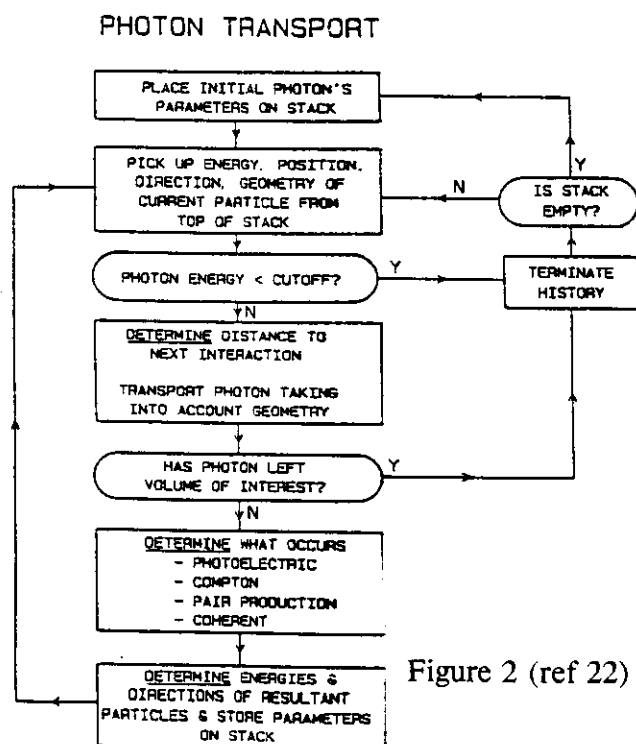 PHOTON TRANSPORT
PLACE INITIAL PHOTON'S
PARAMETERS ON STACK
PICK UP ENERGY, POSITION,
DIRECTION, GEOMETRY OF
CURRENT PARTICLE FROM
TOP OF STACK
N
Y
IS STACK
EMPTY?
PHOTON ENERGY < CUTOFF?
Y
TERMINATE
HISTORY
N
DETERMINE DISTANCE TO
NEXT INTERACTION
TRANSPORT PHOTON TAKING
INTO ACCOUNT GEOMETRY
HAS PHOTON LEFT
VOLUME OF INTEREST?
Y
N
DETERMINE WHAT OCCURS
- PHOTOELECTRIC
- COMPTON
- PAIR PRODUCTION
- COHERENT
DETERMINE ENERGIES &
DIRECTIONS OF RESULTANT
PARTICLES & STORE PARAMETERS
ON STACK
Figure 2 (ref 22)